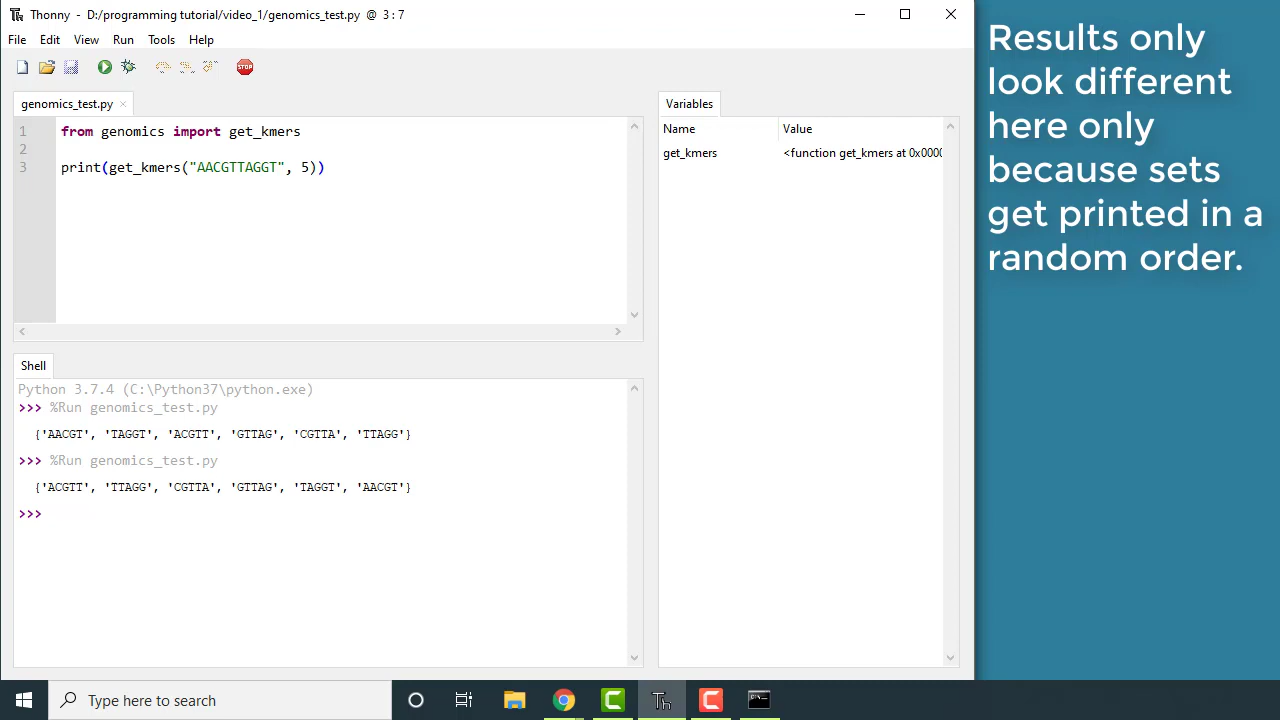 Thonny - D:/programming tutorial/video_1/genomics_test.py @ 3:7
File Edit View Run Tools Help
STOP
genomics_test.py
1 from genomics import get_kmers
2
3 print(get_kmers("AACGTTAGGT", 5))
Variables
Name Value
get_kmers <function get_kmers at 0x0000
Shell
Python 3.7.4 (C:\Python37\python.exe)
>>> %Run genomics_test.py
{'AACGT', 'TAGGT', 'ACGTT', 'GTTAG', 'CGTTA', 'TTAGG'}
>>> %Run genomics_test.py
{'ACGTT', 'TTAGG', 'CGTTA', 'GTTAG', 'TAGGT', 'AACGT'}
>>>
Results only
look different
here only
because sets
get printed in a
random order.
Type here to search